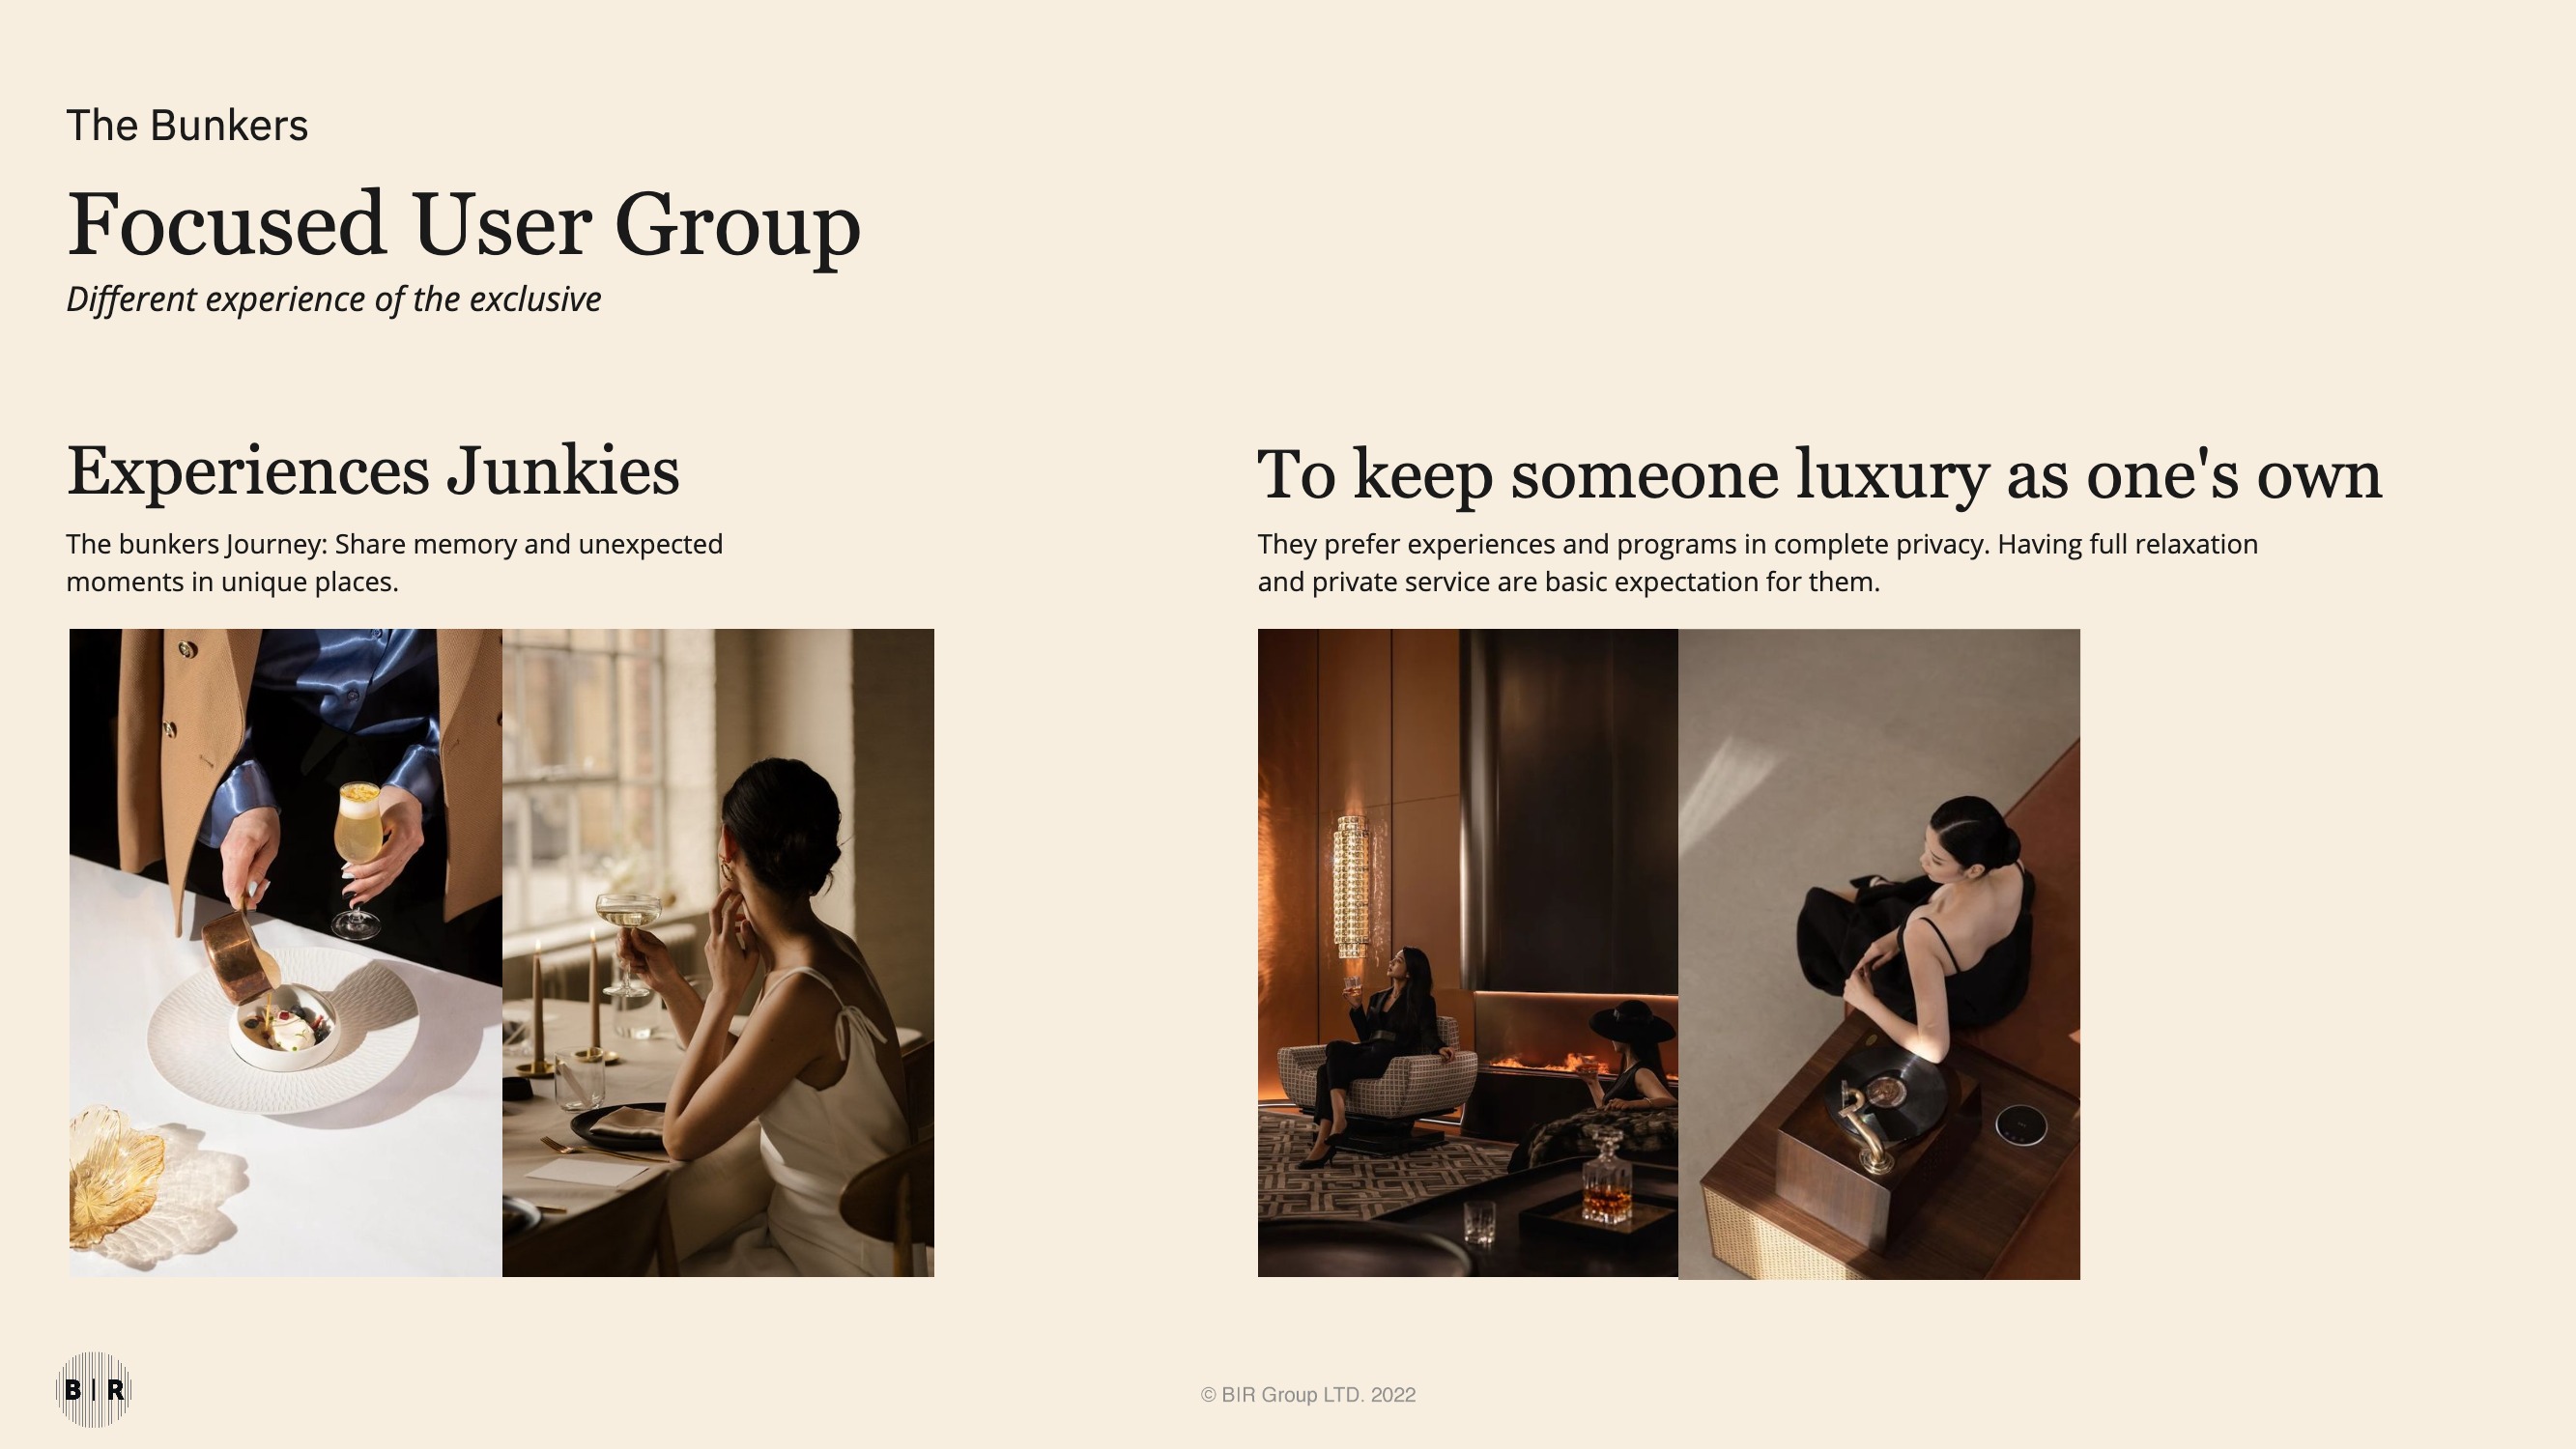 The Bunkers
Focused User Group
Different experience of the exclusive
Experiences Junkies
The bunkers Journey: Share memory and unexpected
moments in unique places.
To keep someone luxury as one's own
They prefer experiences and programs in complete privacy. Having full relaxation
and private service are basic expectation for them.
B I R
© BIR Group LTD. 2022